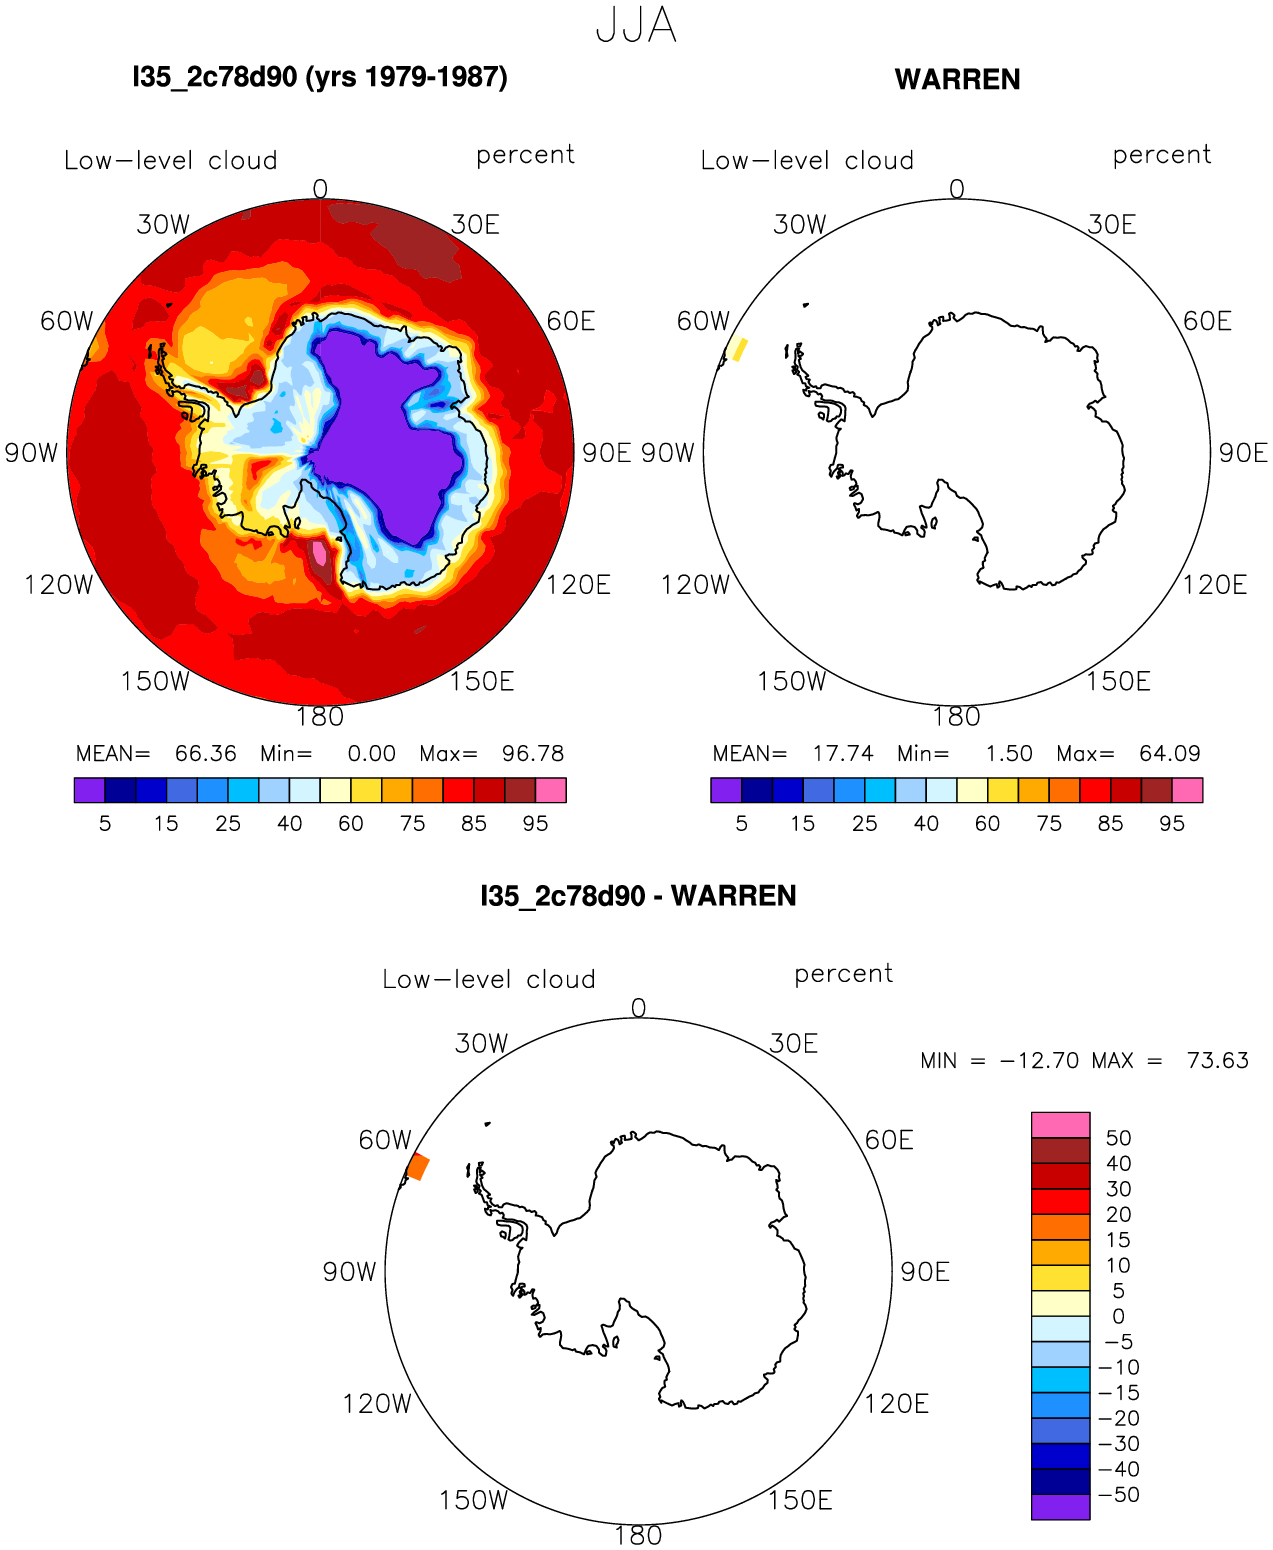 JJA
I35_2c78d90 (yrs 1979-1987)
WARREN
Low-level cloud percent
Low-level cloud percent
0
30W 30E
60W 60E
90W 90E
120W 120E
150W 150E
180
0
30W 30E
60W 60E
90W 90E
120W 120E
150W 150E
180
MEAN= 66.36 Min= 0.00 Max= 96.78
5 15 25 40 60 75 85 95
MEAN= 17.74 Min= 1.50 Max= 64.09
5 15 25 40 60 75 85 95
I35_2c78d90 - WARREN
Low-level cloud percent
0
30W 30E
60W 60E
90W 90E
120W 120E
150W 150E
180
MIN = -12.70 MAX = 73.63
50
40
30
20
15
10
5
0
-5
-10
-15
-20
-30
-40
-50